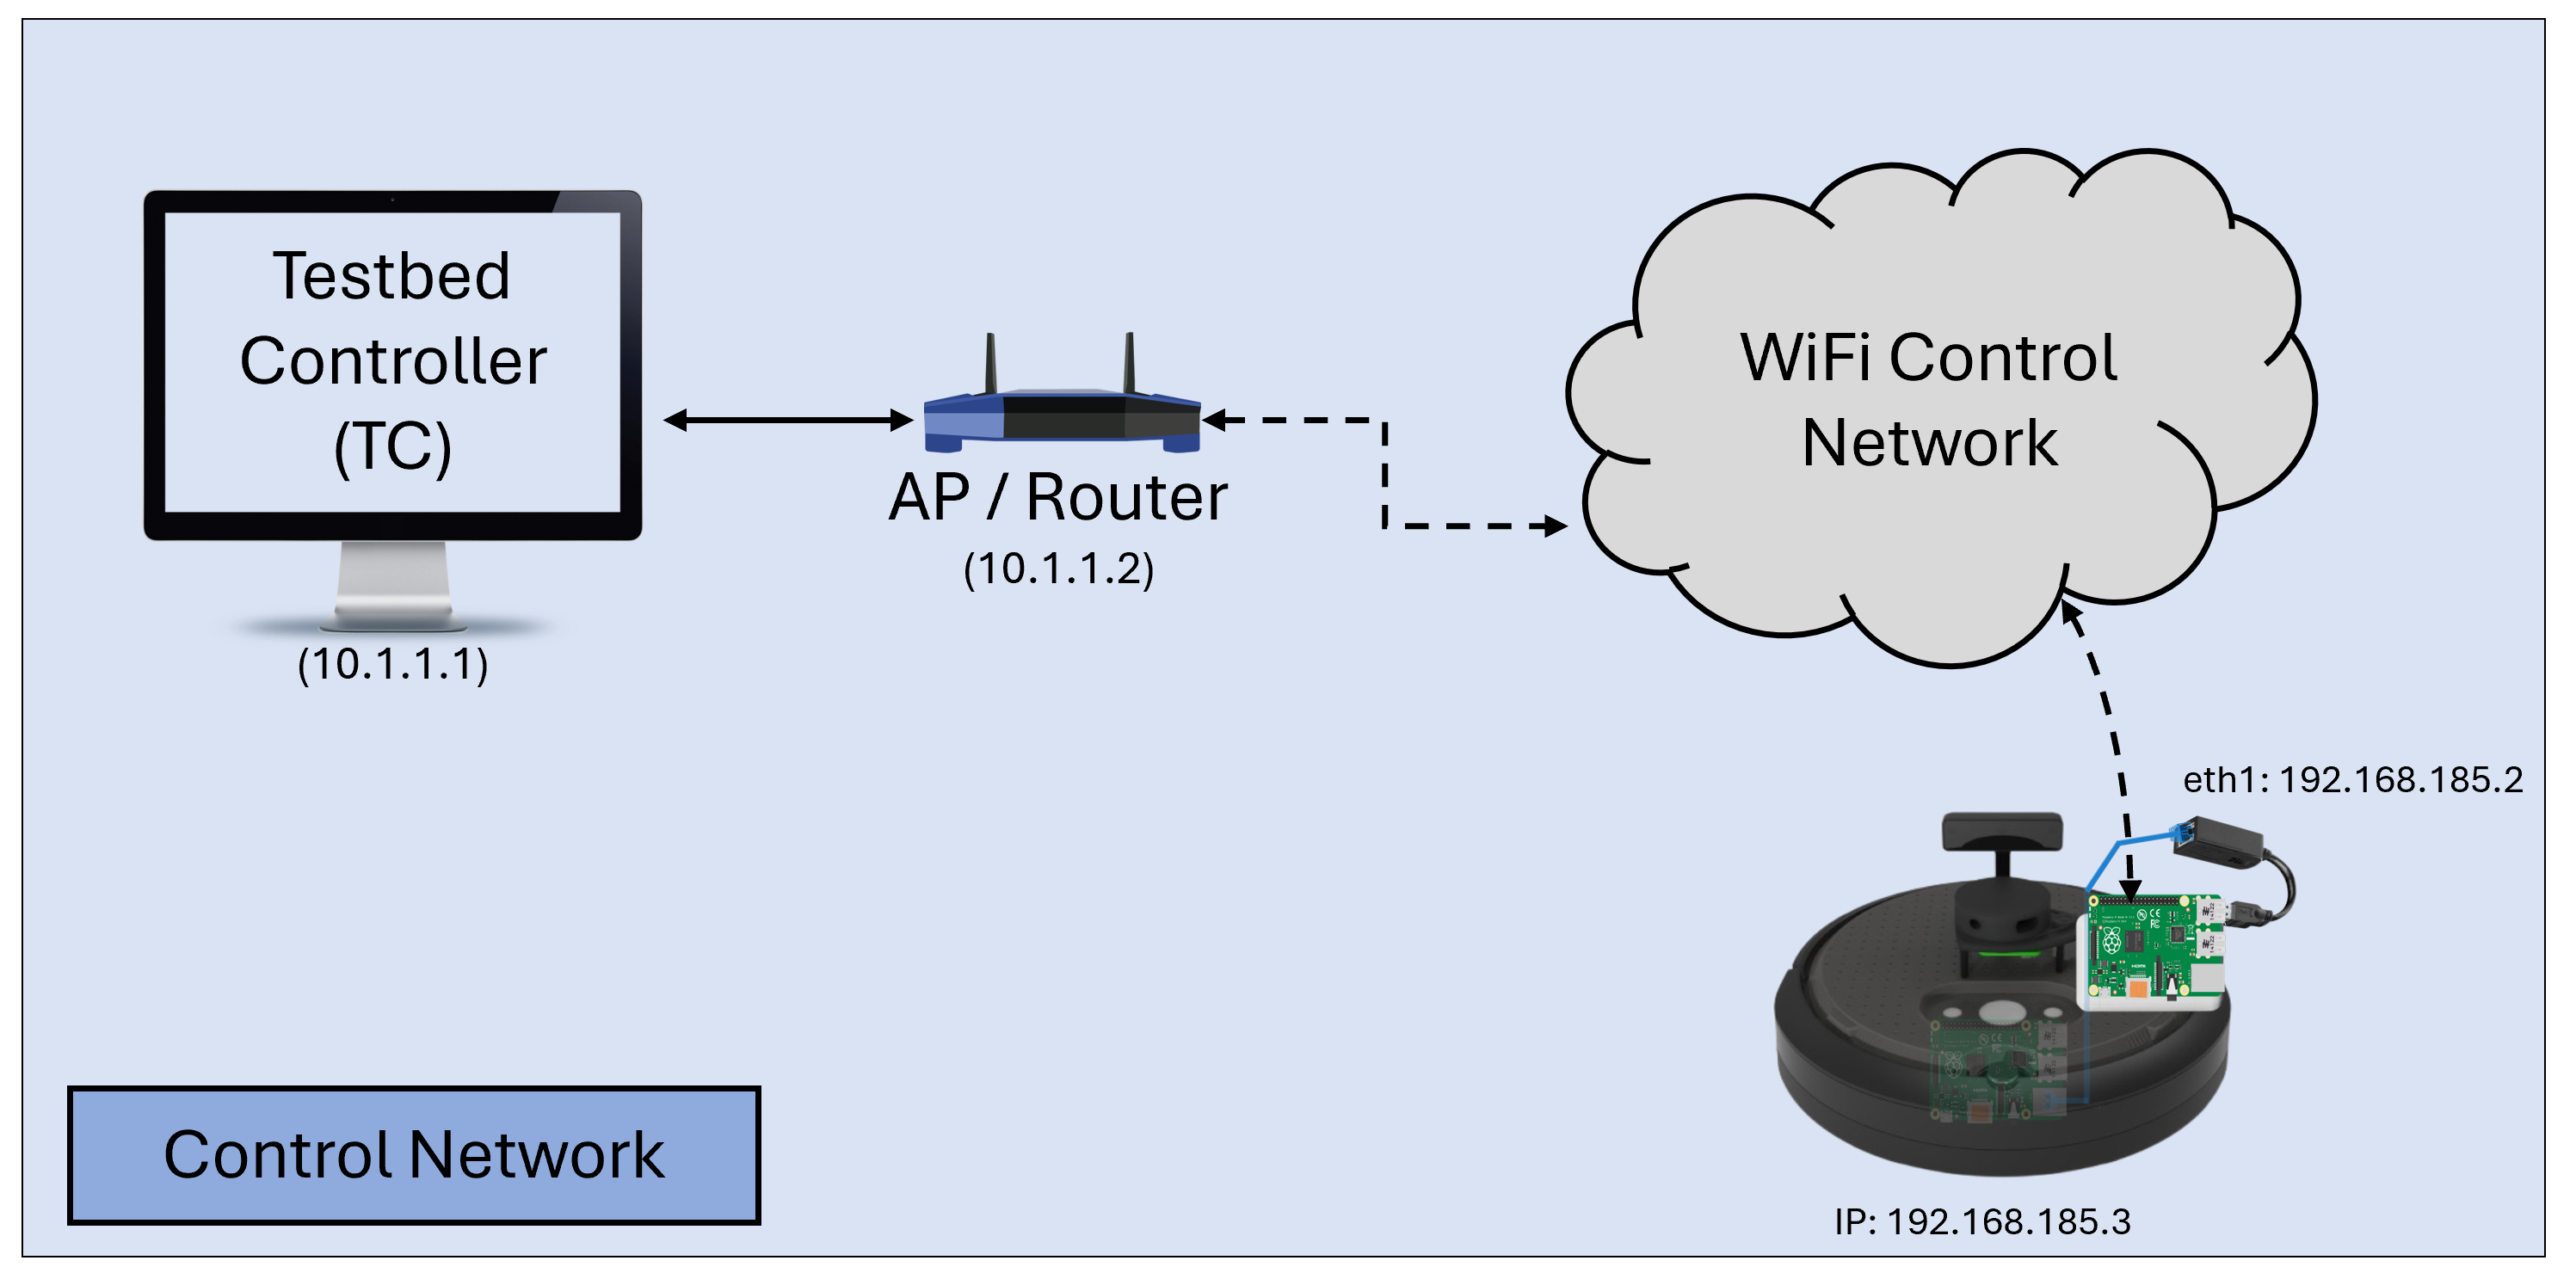 Testbed
Controller
(TC)
(10.1.1.1)
AP / Router
(10.1.1.2)
WiFi Control
Network
eth1: 192.168.185.2
IP: 192.168.185.3
Control Network